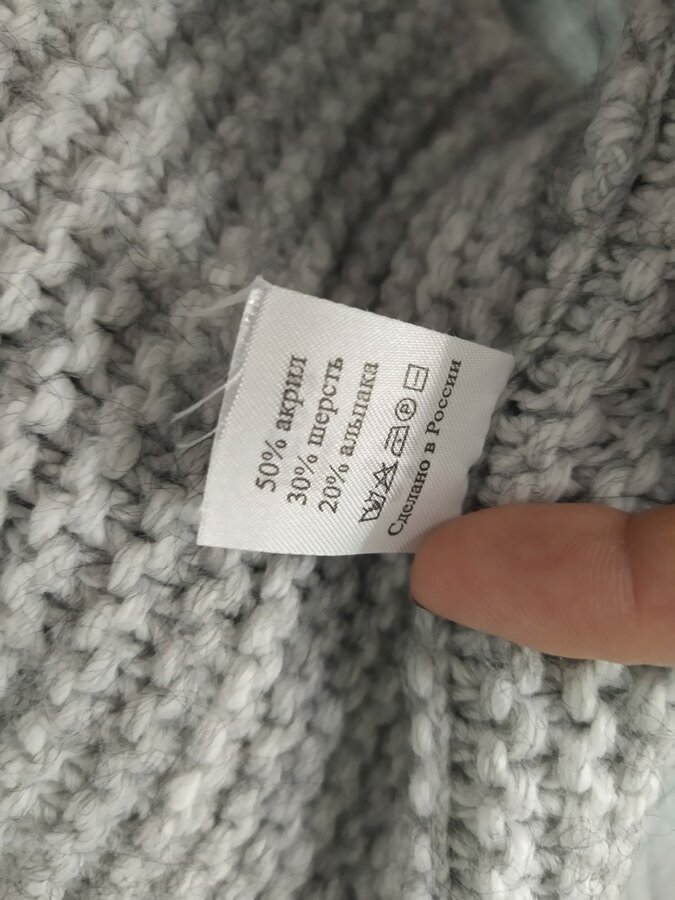 50% акрил
30% шерсть
20% альпака
P
Сделано в России